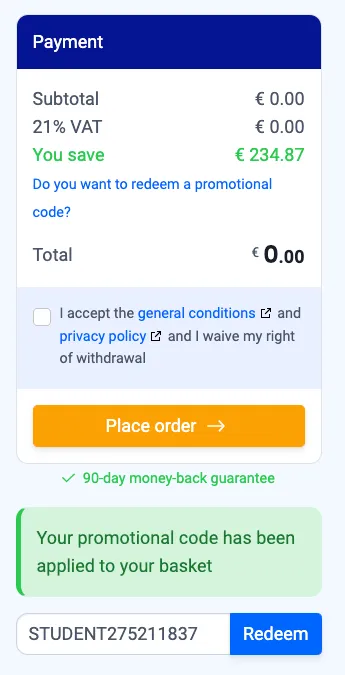 Payment
Subtotal € 0.00
21% VAT € 0.00
You save € 234.87
Do you want to redeem a promotional
code?
Total € 0.00
I accept the general conditions and
privacy policy and I waive my right
of withdrawal
Place order →
✓ 90-day money-back guarantee
Your promotional code has been
applied to your basket
STUDENT275211837 Redeem